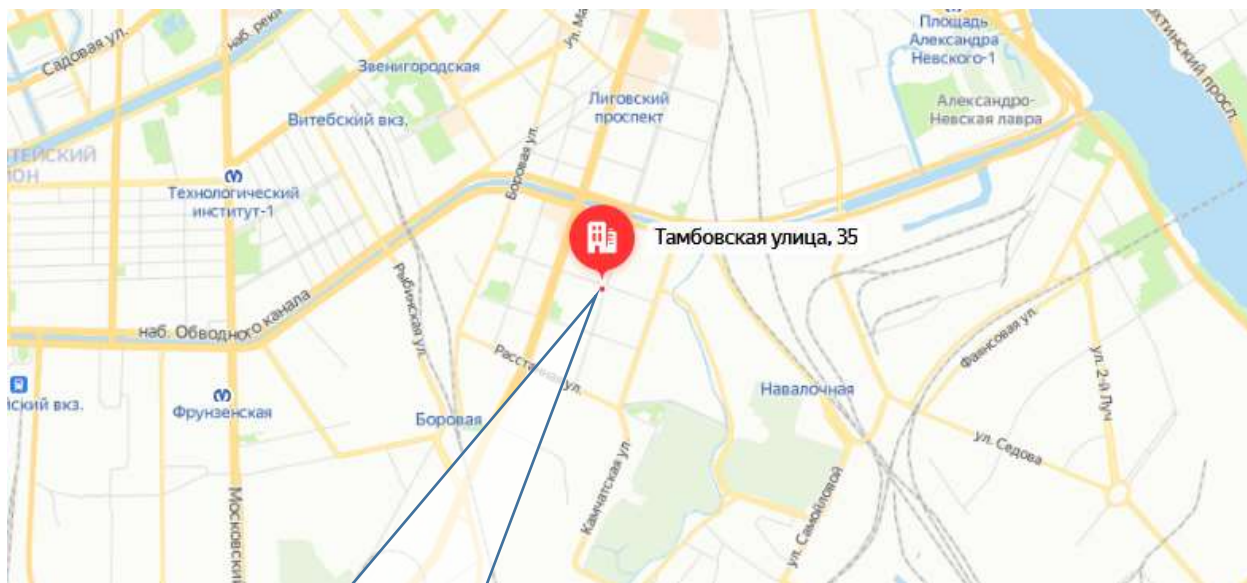 Садовая ул.
наб. реки
Ул. Ма
Площадь
Александра
Невского-1
Звенигородская
Лиговский
проспект
Александро-
Невская лавра
Витебский вкз.
Боровая ул.
Технологический
институт-1
Тамбовская улица, 35
Рыбинская ул.
наб. Обводного канала
Фаянсовая ул.
ул. 2-й Луч
Навалочная
ский вкз.
Фрунзенская
Боровая
ул. Седова
Камчатская ул.
ул. Самойловой
Московский